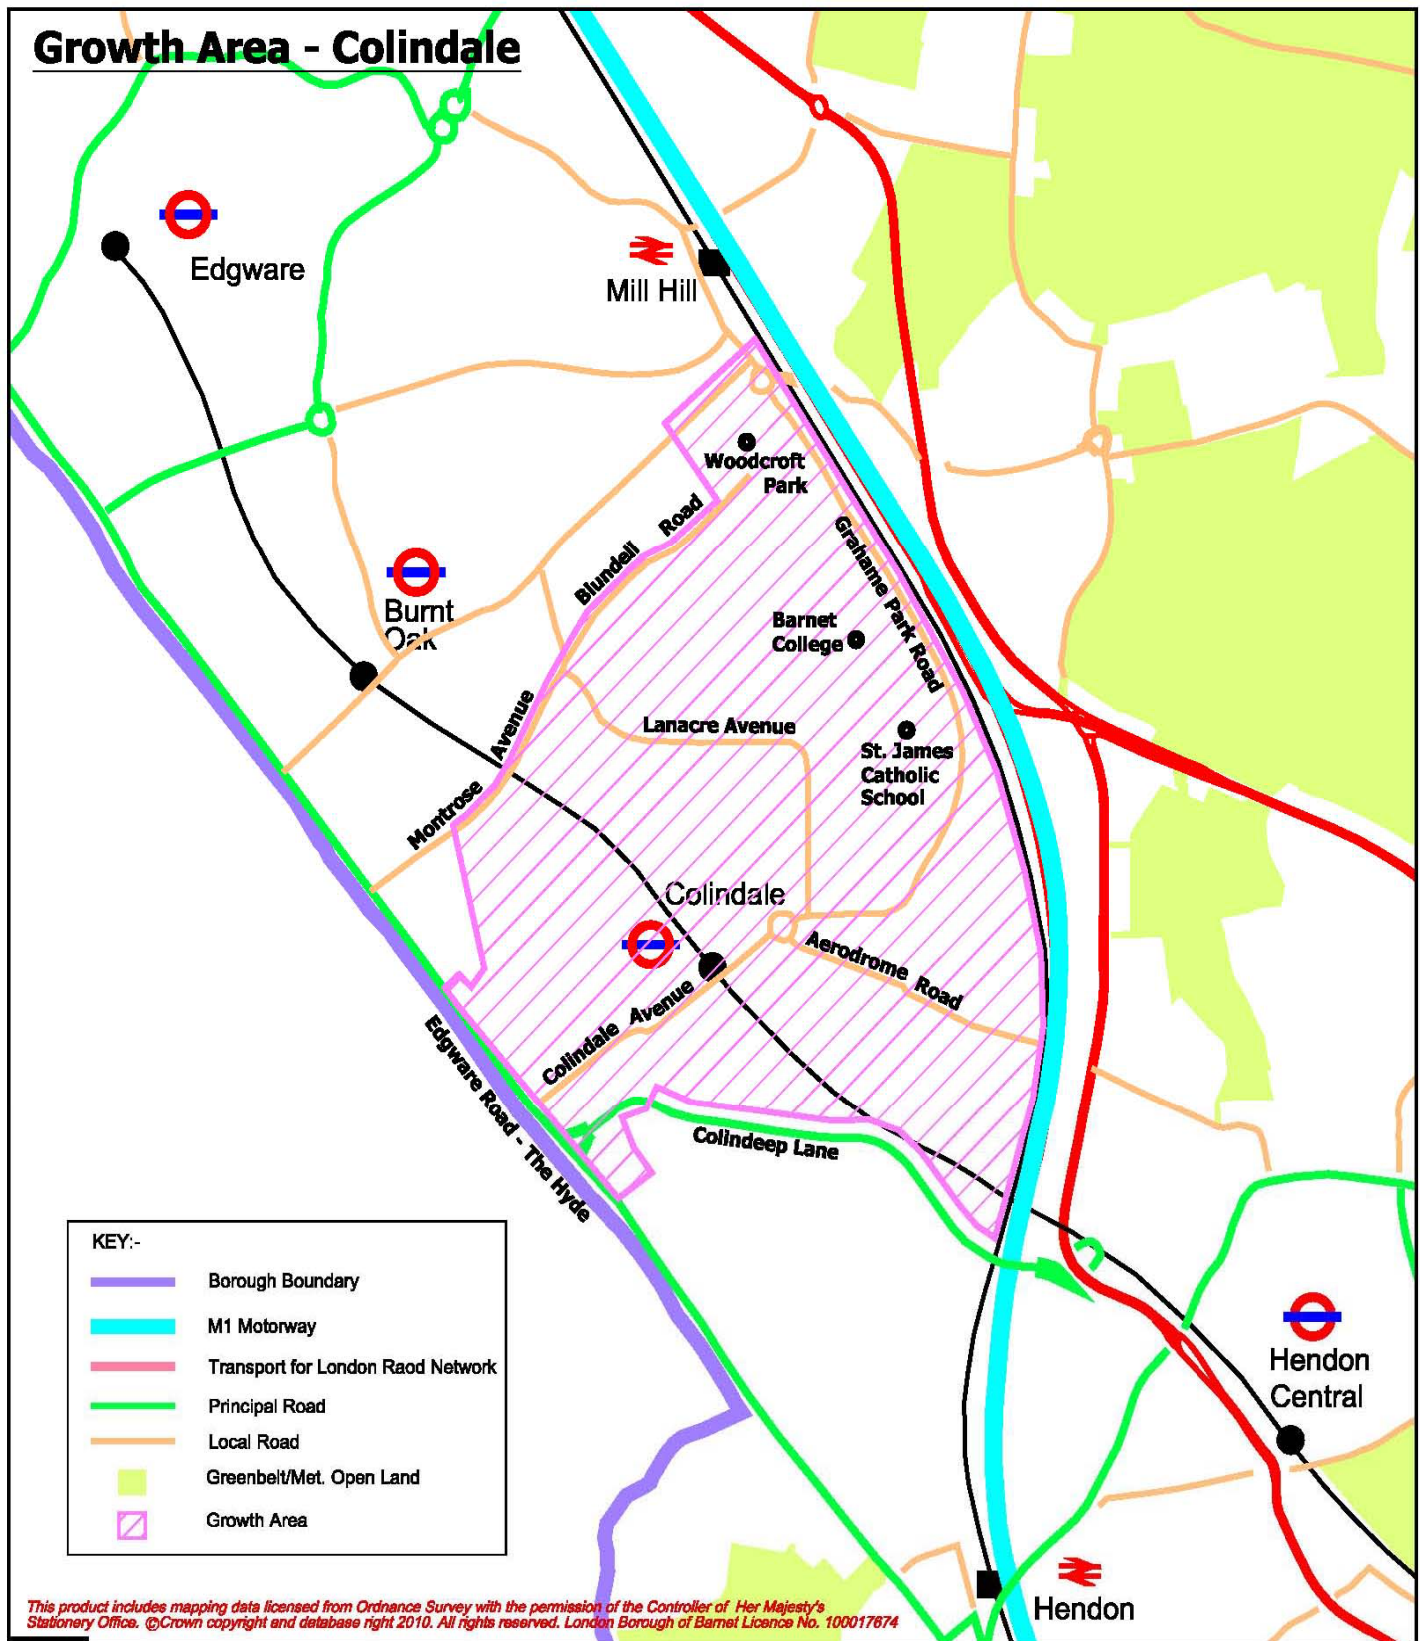 Growth Area - Colindale
Edgware
Mill Hill
Woodcroft
Park
Blundell Road
Grahame Park Road
Burnt
Oak
Barnet
College
Montrose Avenue
Lanacre Avenue
St. James
Catholic
School
Colindale
Aerodrome Road
Colindale Avenue
Edgware Road - The Hyde
Colindeep Lane
KEY:-
Borough Boundary
M1 Motorway
Transport for London Raod Network
Principal Road
Local Road
Greenbelt/Met. Open Land
Growth Area
Hendon
Central
Hendon
This product includes mapping data licensed from Ordnance Survey with the permission of the Controller of Her Majesty's
Stationery Office. ©Crown copyright and database right 2010. All rights reserved. London Borough of Barnet Licence No. 100017674